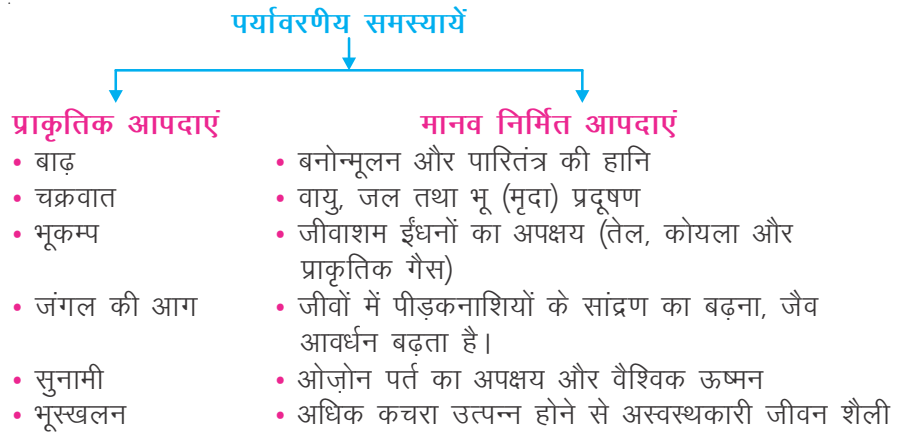 पर्यावरणीय समस्यायें
प्राकृतिक आपदाएं
मानव निर्मित आपदाएं
• बाढ़
• बनोन्मूलन और पारितंत्र की हानि
• चक्रवात
• वायु, जल तथा भू (मृदा) प्रदूषण
• भूकम्प
• जीवाशम ईंधनों का अपक्षय (तेल, कोयला और
प्राकृतिक गैस)
• जंगल की आग
• जीवों में पीड़कनाशियों के सांद्रण का बढ़ना, जैव
आवर्धन बढ़ता है।
• सुनामी
• ओज़ोन पर्त का अपक्षय और वैश्विक ऊष्मन
• भूस्खलन
• अधिक कचरा उत्पन्न होने से अस्वस्थकारी जीवन शैली